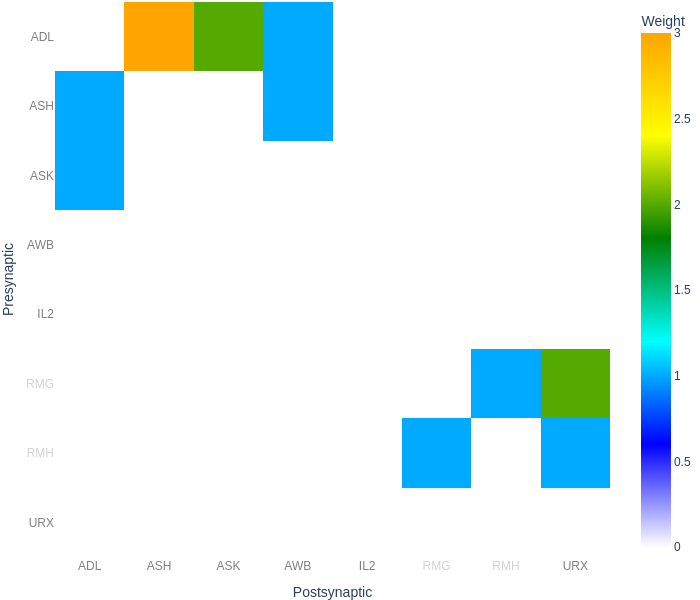 Weight
ADL
ASH
ASK
AWB
IL2
RMG
RMH
URX
Presynaptic
ADL ASH ASK AWB IL2 RMG RMH URX
Postsynaptic
3
2.5
2
1.5
1
0.5
0